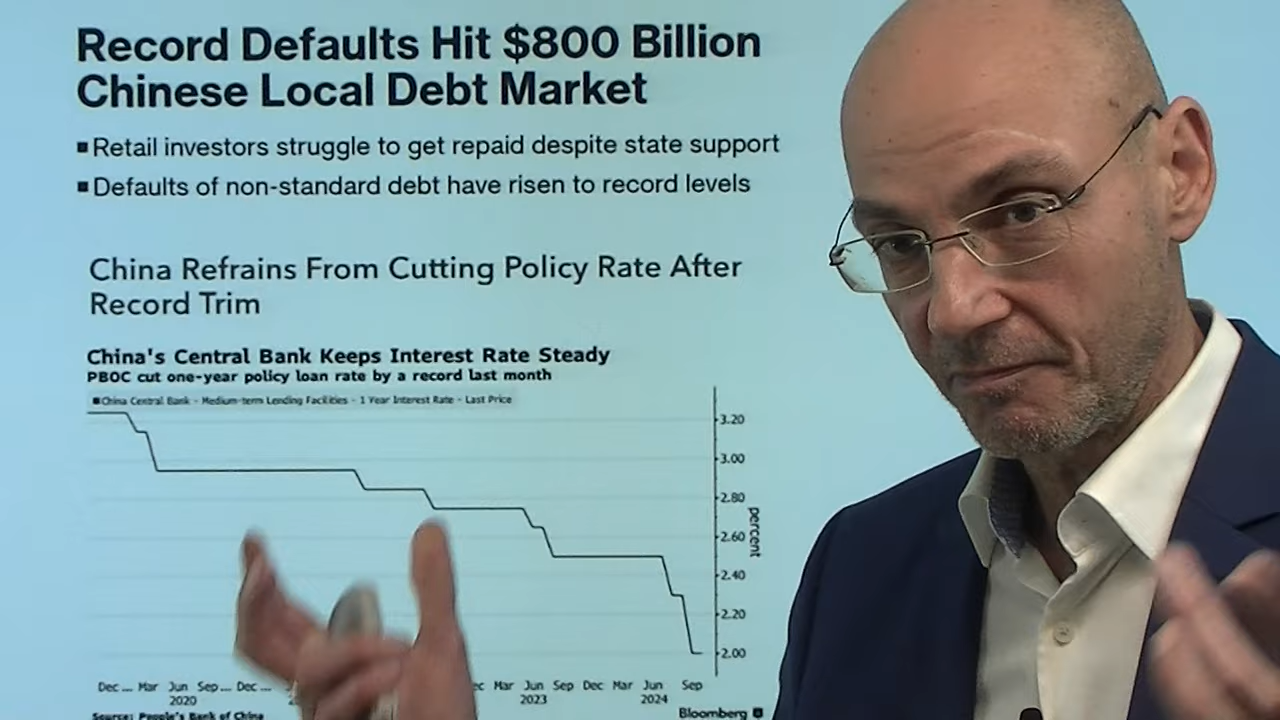 Record Defaults Hit $800 Billion
Chinese Local Debt Market
■ Retail investors struggle to get repaid despite state support
■ Defaults of non-standard debt have risen to record levels
China Refrains From Cutting Policy Rate After
Record Trim
China's Central Bank Keeps Interest Rate Steady
PBOC cut one-year policy loan rate by a record last month
■ China Central Bank - Medium-term Lending Facilities - 1 Year Interest Rate - Last Price
3.20
3.00
2.80
2.60
2.40
2.20
2.00
percent
Dec ... Mar Jun Sep ... Dec ... Mar Jun Sep Dec Mar Jun Sep
2020 2023 2024
Source: People's Bank of China
Bloomberg